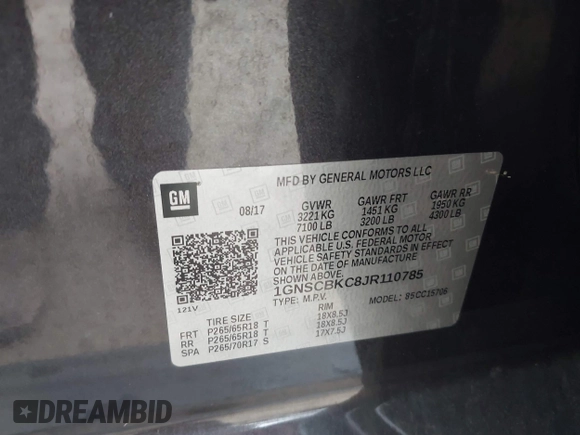 GM
MFD BY GENERAL MOTORS LLC
08/17
GVWR GAWR FRT GAWR RR
3221 KG 1451 KG 1950 KG
7100 LB 3200 LB 4300 LB
THIS VEHICLE CONFORMS TO ALL
APPLICABLE U.S. FEDERAL MOTOR
VEHICLE SAFETY STANDARDS IN
EFFECT ON THE DATE OF MANUFACTURE
SHOWN ABOVE.
1GNSCBKC8JR110785
TYPE: M.P.V. MODEL: 85CC15706
121V
TIRE SIZE RIM
FRT P265/65R18 T 18X8.5J
RR P265/65R18 T 18X8.5J
SPA P265/70R17 S 17X7.5J
DREAMBID